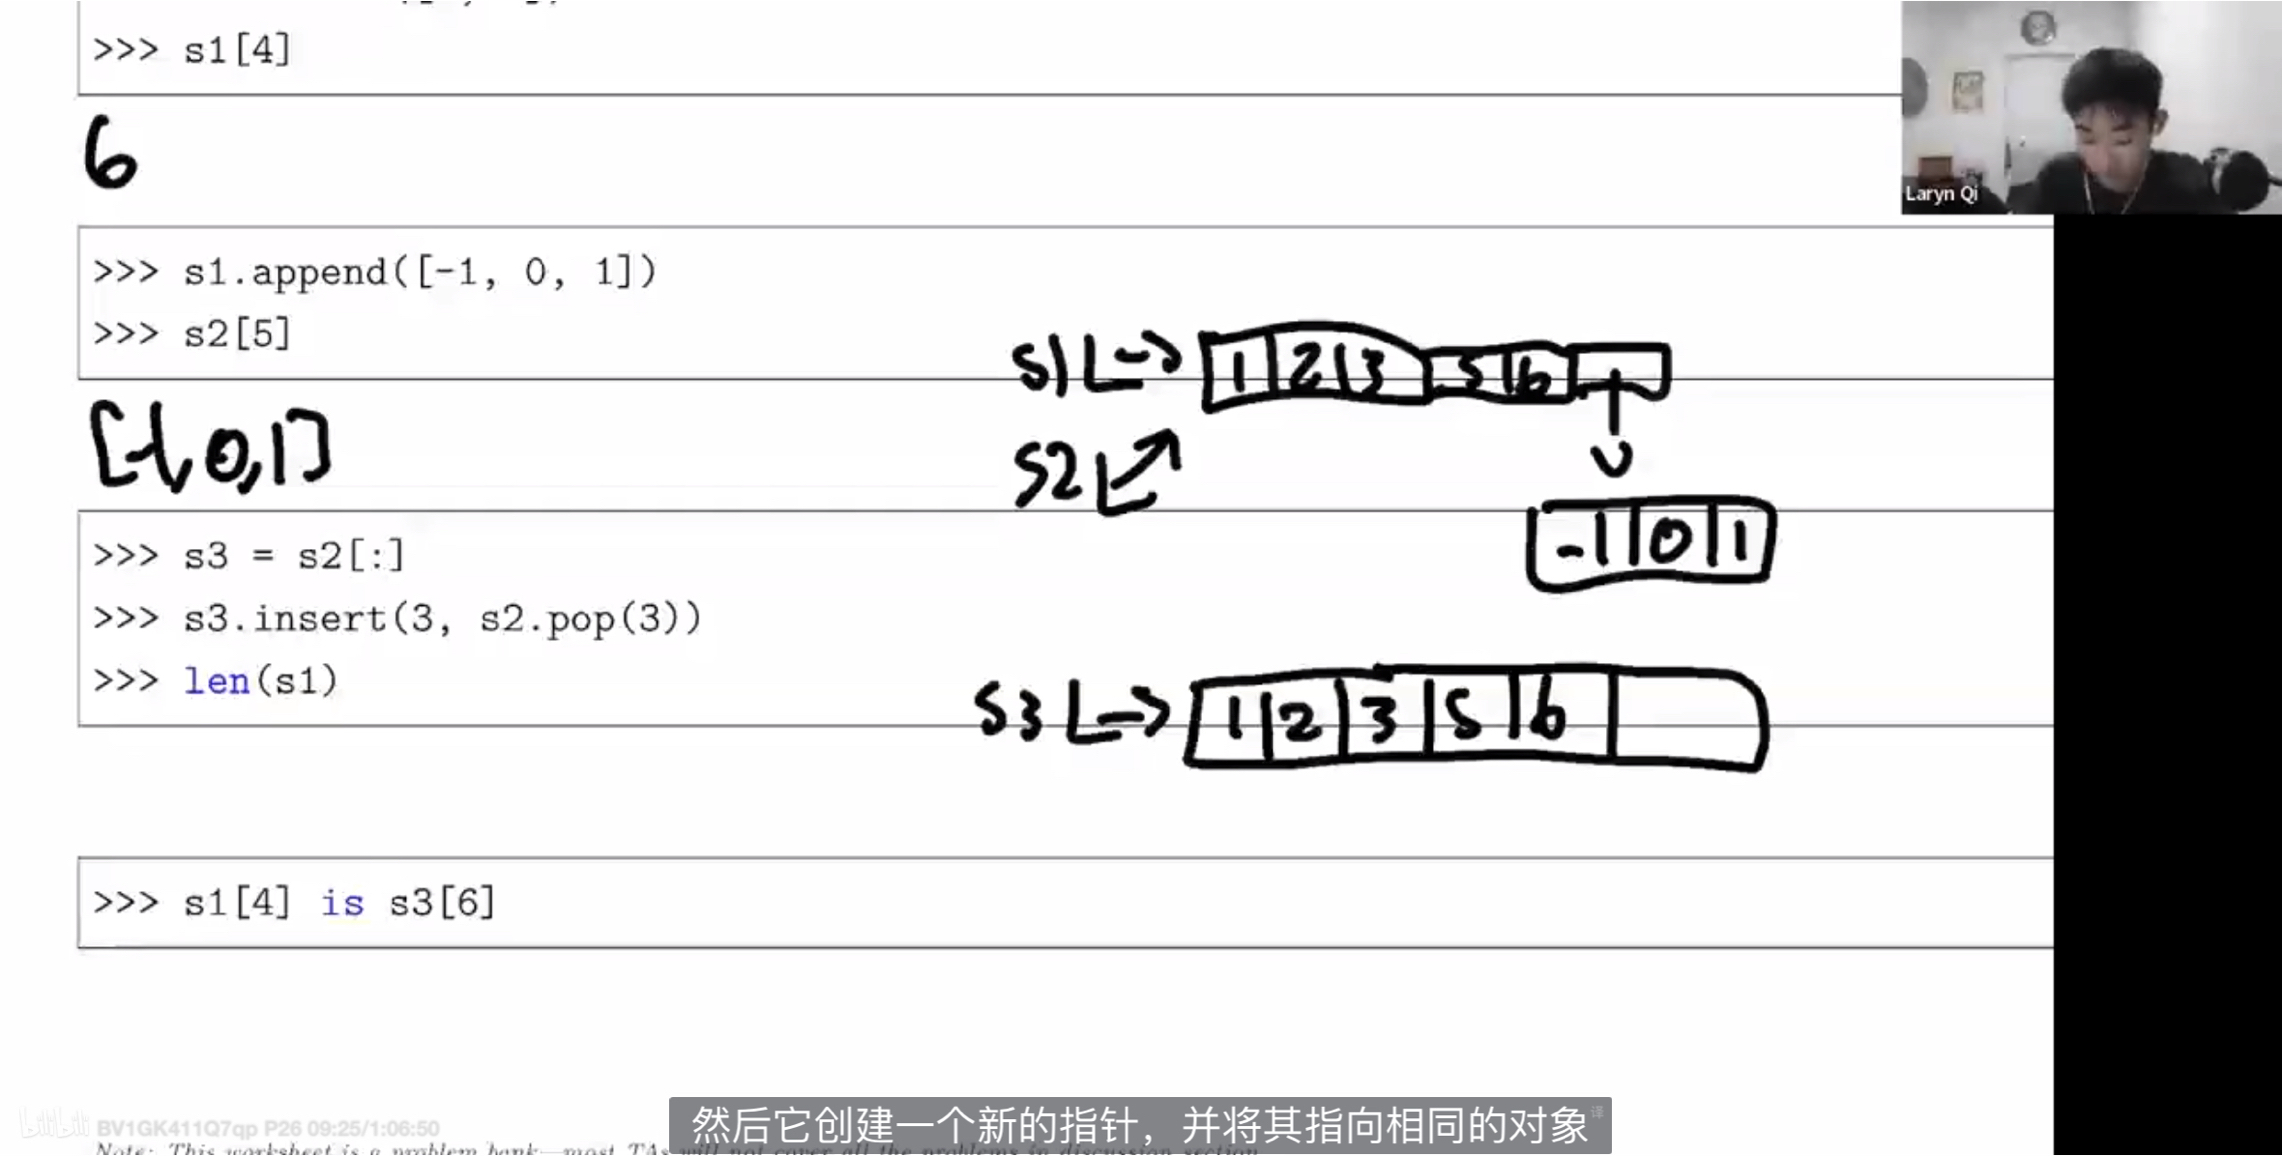 >>> s1[4]
Laryn Qi
6
>>> s1.append([-1, 0, 1])
>>> s2[5]
s1 1 2 3 5 6
[-1, 0, 1]
s2
-1 0 1
>>> s3 = s2[:]
>>> s3.insert(3, s2.pop(3))
>>> len(s1)
s3 1 2 3 5 6
>>> s1[4] is s3[6]
bilibili BV1GK411Q7qp P26 09:25/1:06:50
然后它创建一个新的指针，并将其指向相同的对象 译
Note: This worksheet is a problem bank—most TAs will not cover all the problems in discussion section.